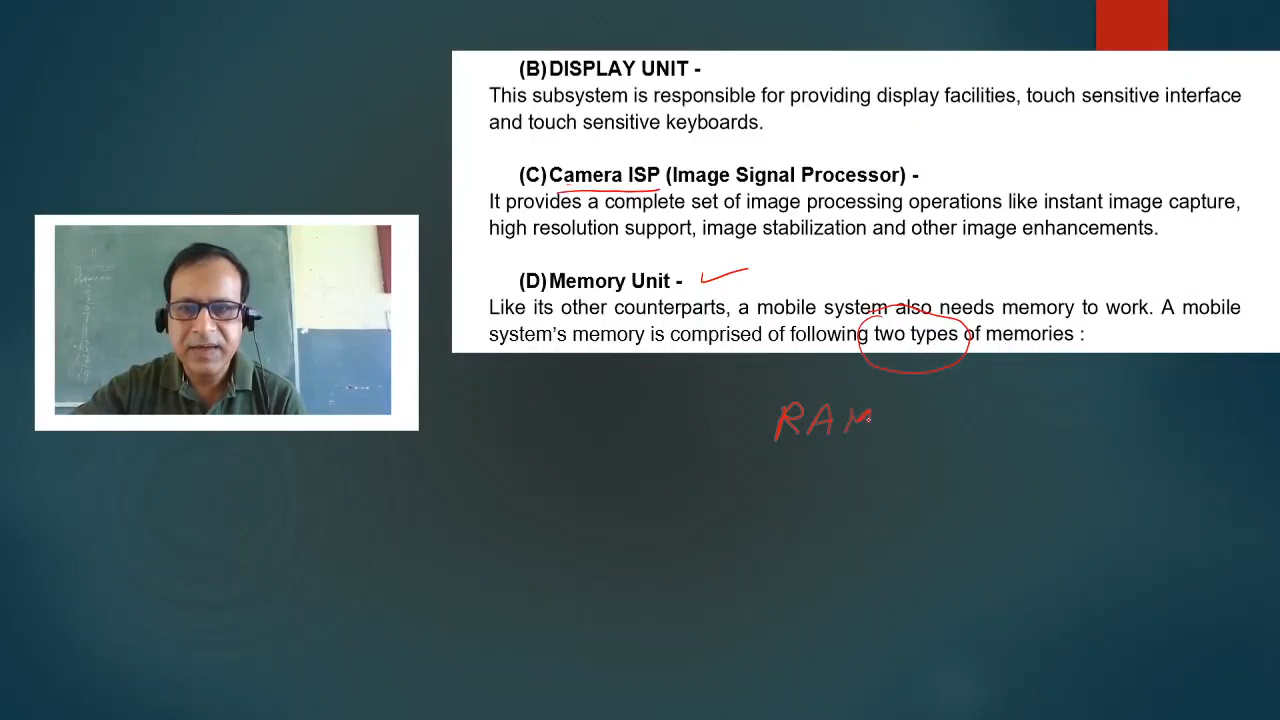 (B) DISPLAY UNIT -
This subsystem is responsible for providing display facilities, touch sensitive interface
and touch sensitive keyboards.
(C) Camera ISP (Image Signal Processor) -
It provides a complete set of image processing operations like instant image capture,
high resolution support, image stabilization and other image enhancements.
(D) Memory Unit -
Like its other counterparts, a mobile system also needs memory to work. A mobile
system's memory is comprised of following two types of memories :
RAM